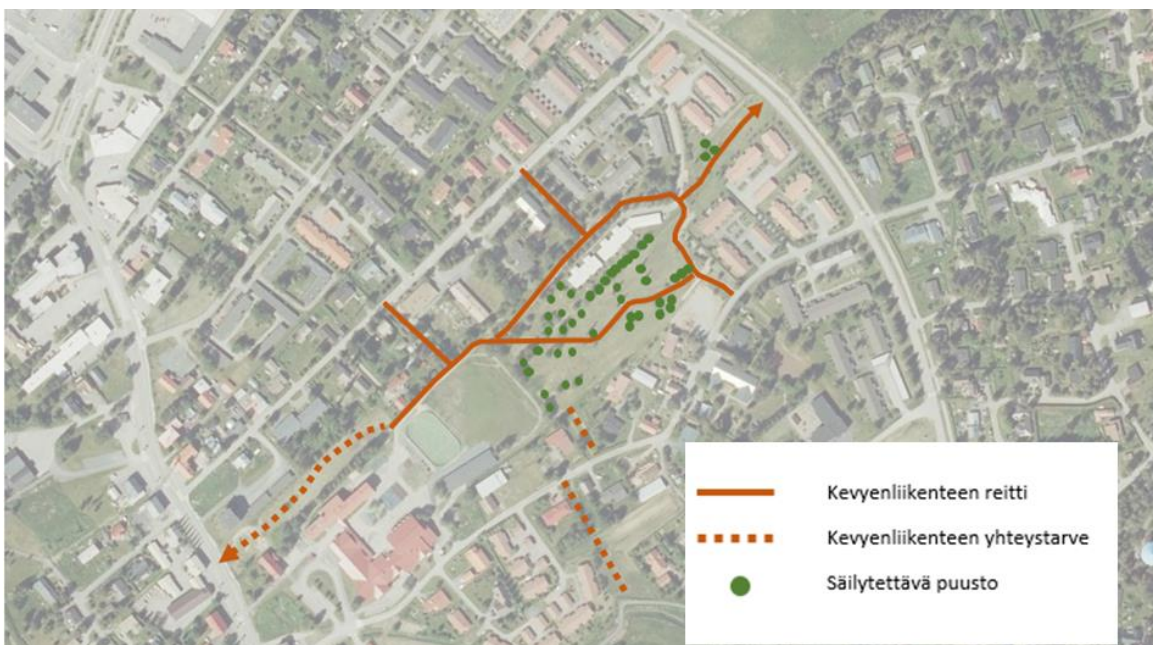 Kevyenliikenteen reitti
Kevyenliikenteen yhteystarve
Säilytettävä puusto